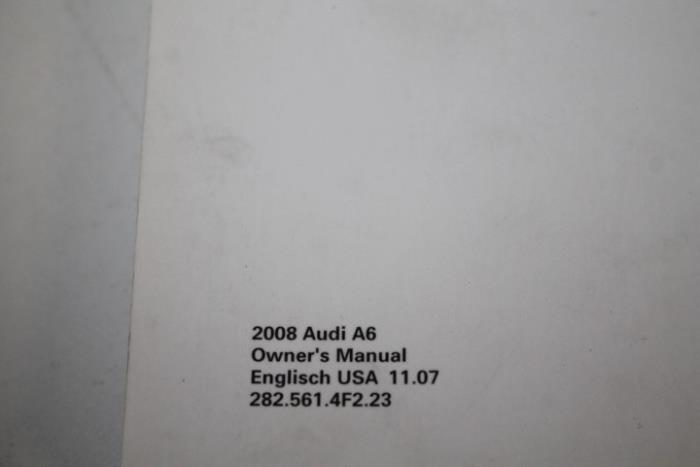 2008 Audi A6
Owner's Manual
Englisch USA 11.07
282.561.4F2.23